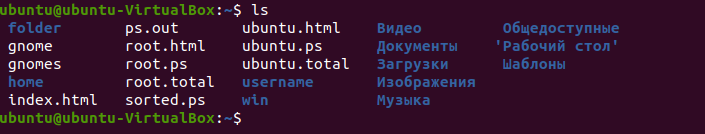 ubuntu@ubuntu-VirtualBox:~$ ls
folder ps.out ubuntu.html Видео Общедоступные
gnome root.html ubuntu.ps Документы 'Рабочий стол'
gnomes root.ps ubuntu.total Загрузки Шаблоны
home root.total username Изображения
index.html sorted.ps win Музыка
ubuntu@ubuntu-VirtualBox:~$